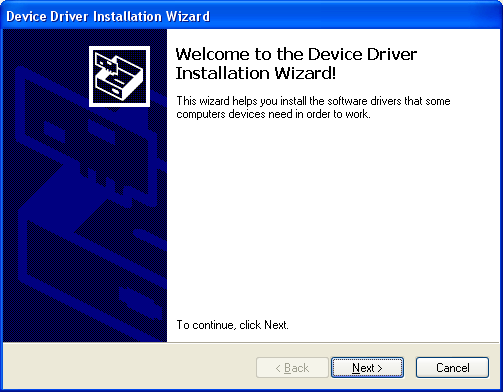 Device Driver Installation Wizard
Welcome to the Device Driver
Installation Wizard!
This wizard helps you install the software drivers that some
computers devices need in order to work.
To continue, click Next.
< Back
Next >
Cancel